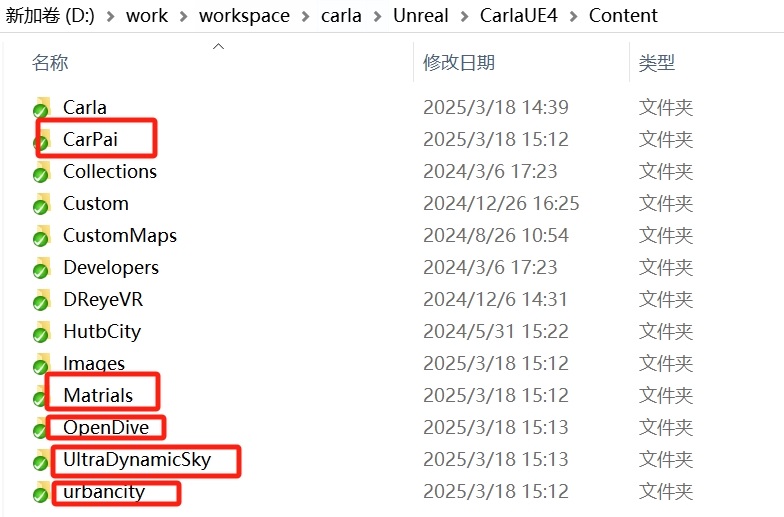 新加卷 (D:) > work > workspace > carla > Unreal > CarlaUE4 > Content
名称 修改日期 类型
Carla 2025/3/18 14:39 文件夹
CarPai 2025/3/18 15:12 文件夹
Collections 2024/3/6 17:23 文件夹
Custom 2024/12/26 16:25 文件夹
CustomMaps 2024/8/26 10:54 文件夹
Developers 2024/3/6 17:23 文件夹
DReyeVR 2024/12/6 14:31 文件夹
HutbCity 2024/5/31 15:22 文件夹
Images 2025/3/18 15:12 文件夹
Matrials 2025/3/18 15:12 文件夹
OpenDive 2025/3/18 15:13 文件夹
UltraDynamicSky 2025/3/18 15:13 文件夹
urbancity 2025/3/18 15:12 文件夹